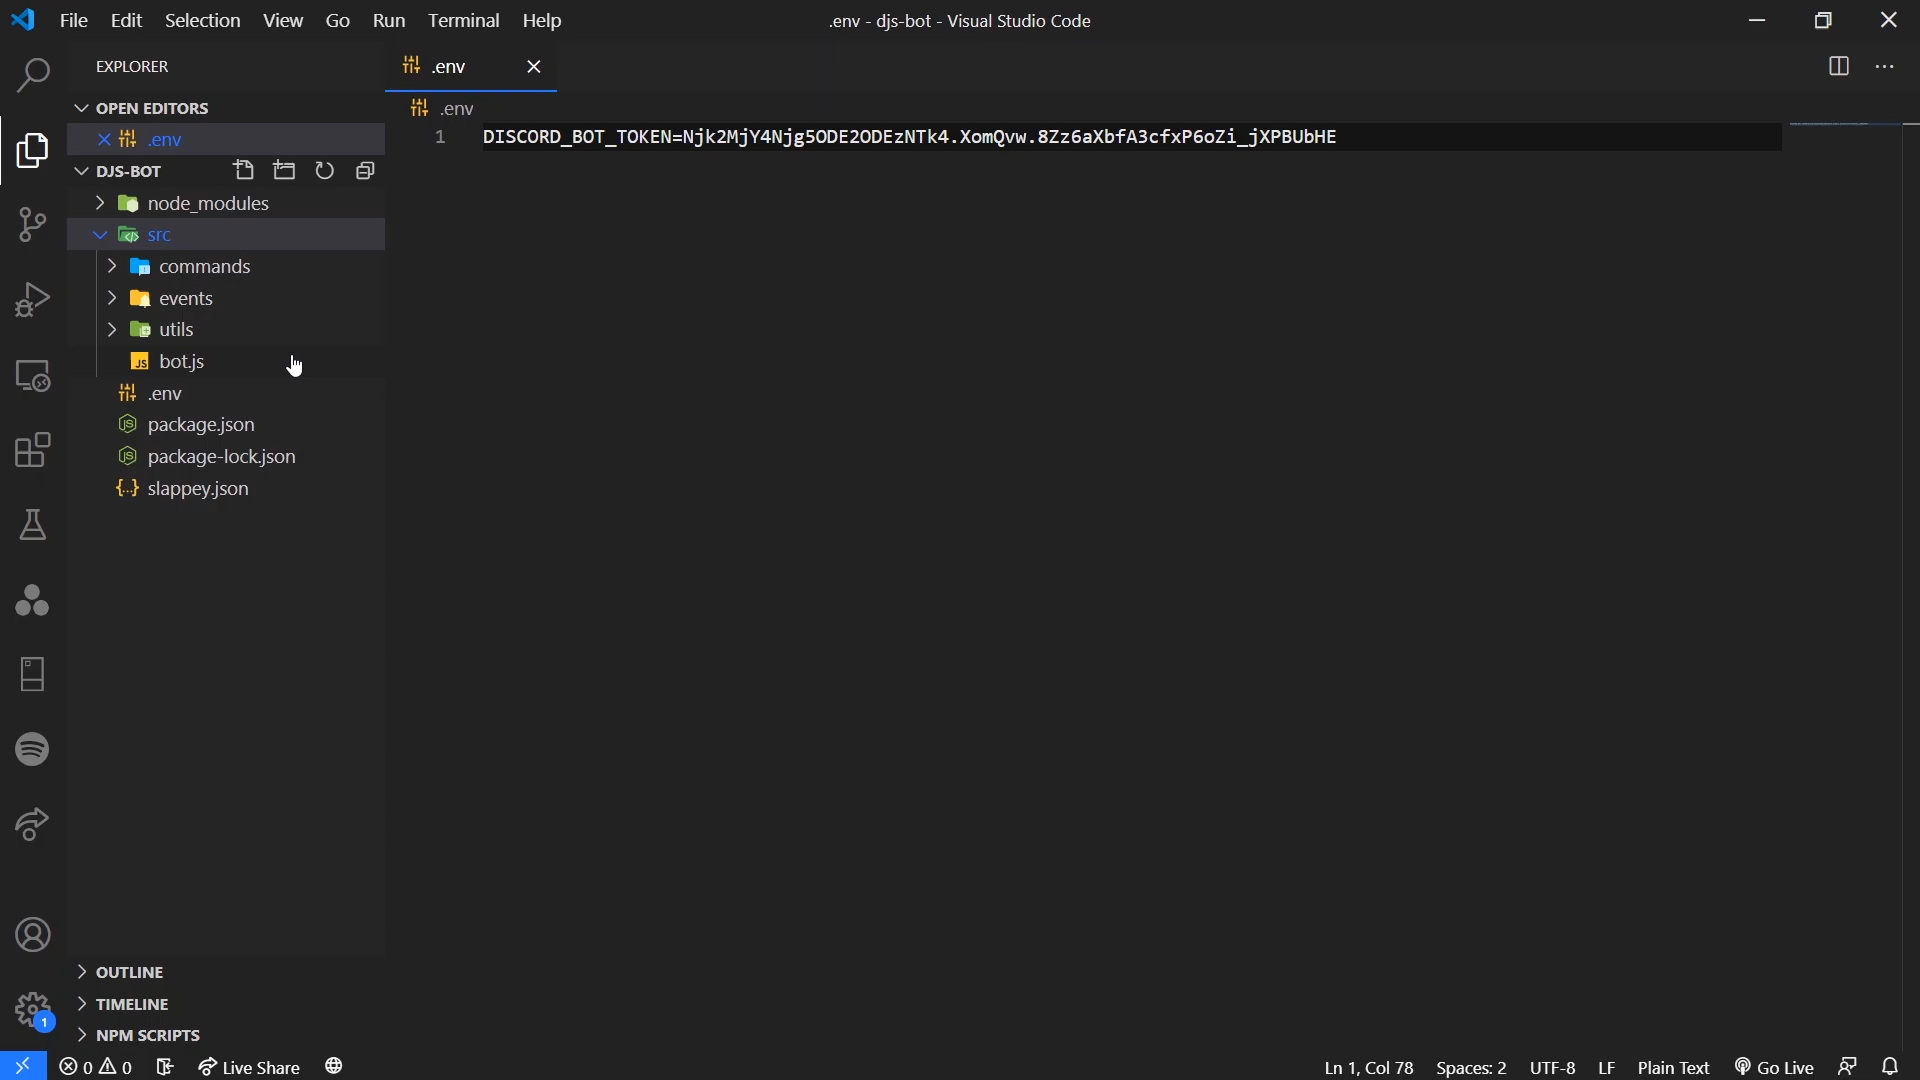 File Edit Selection View Go Run Terminal Help
.env - djs-bot - Visual Studio Code
EXPLORER
.env
OPEN EDITORS
.env
.env
1 DISCORD_BOT_TOKEN=Njk2MjY4Njg5ODE2ODEzNTk4.XomQvw.8Zz6aXbfA3cfxP6oZi_jXPBUbHE
DJS-BOT
node_modules
src
commands
events
utils
JS bot.js
.env
package.json
package-lock.json
{..} slappey.json
OUTLINE
TIMELINE
1
NPM SCRIPTS
0 0 Live Share
Ln 1, Col 78 Spaces: 2 UTF-8 LF Plain Text Go Live